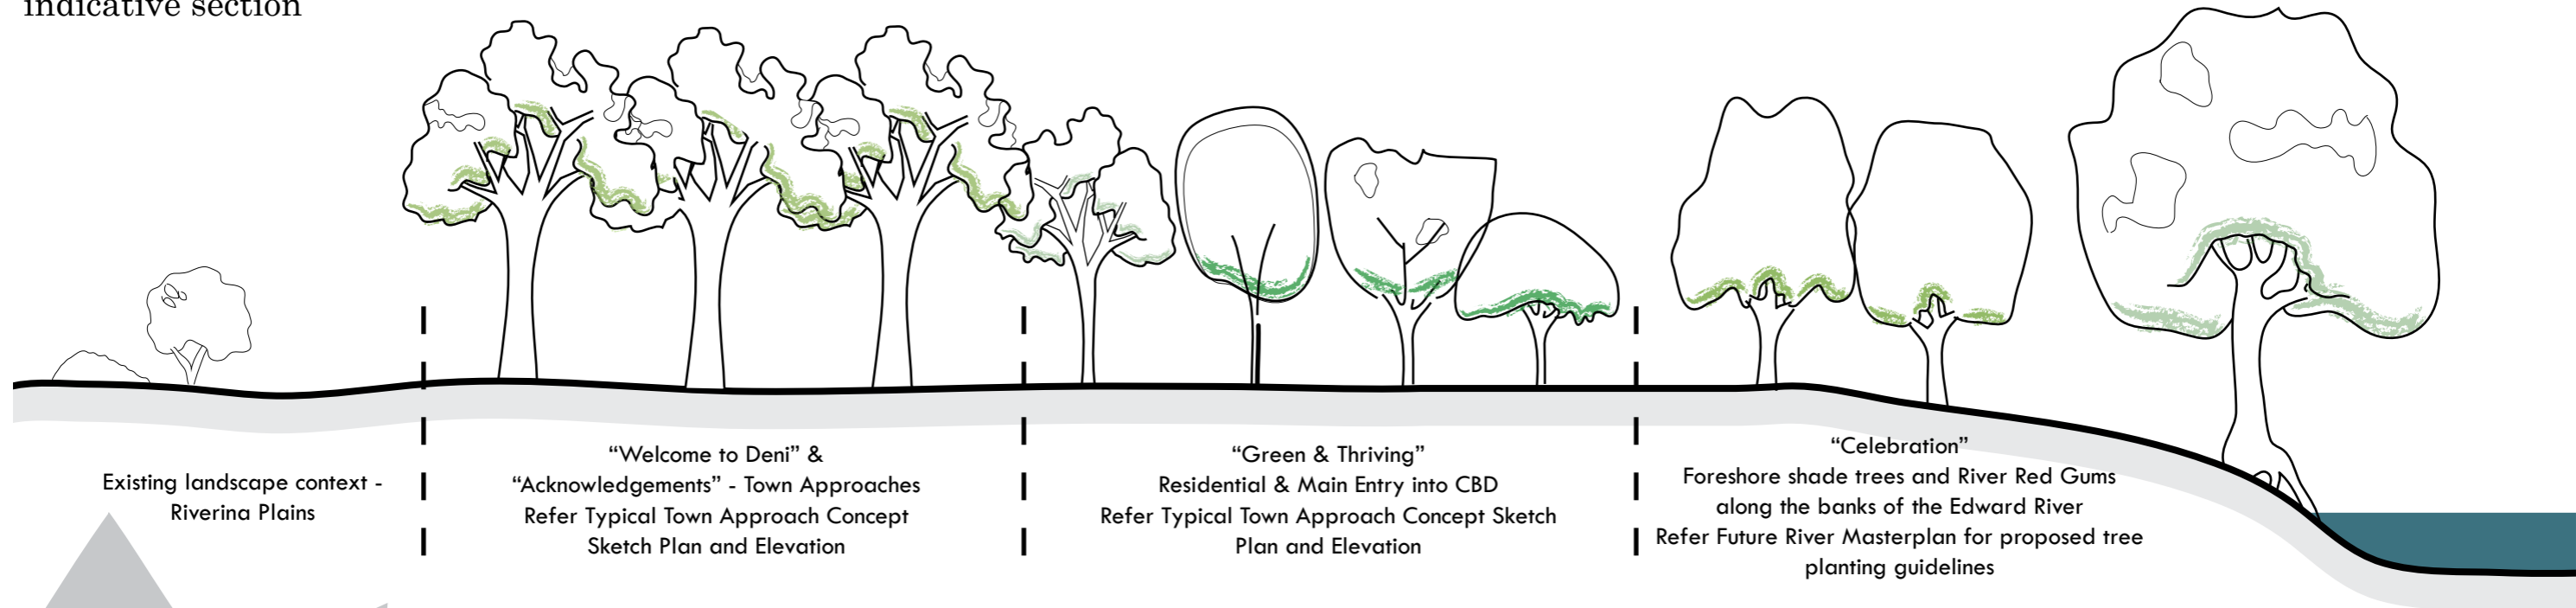 indicative section
Existing landscape context -
Riverina Plains
“Welcome to Deni” &
“Acknowledgements” - Town Approaches
Refer Typical Town Approach Concept
Sketch Plan and Elevation
“Green & Thriving”
Residential & Main Entry into CBD
Refer Typical Town Approach Concept Sketch
Plan and Elevation
“Celebration”
Foreshore shade trees and River Red Gums
along the banks of the Edward River
Refer Future River Masterplan for proposed tree
planting guidelines